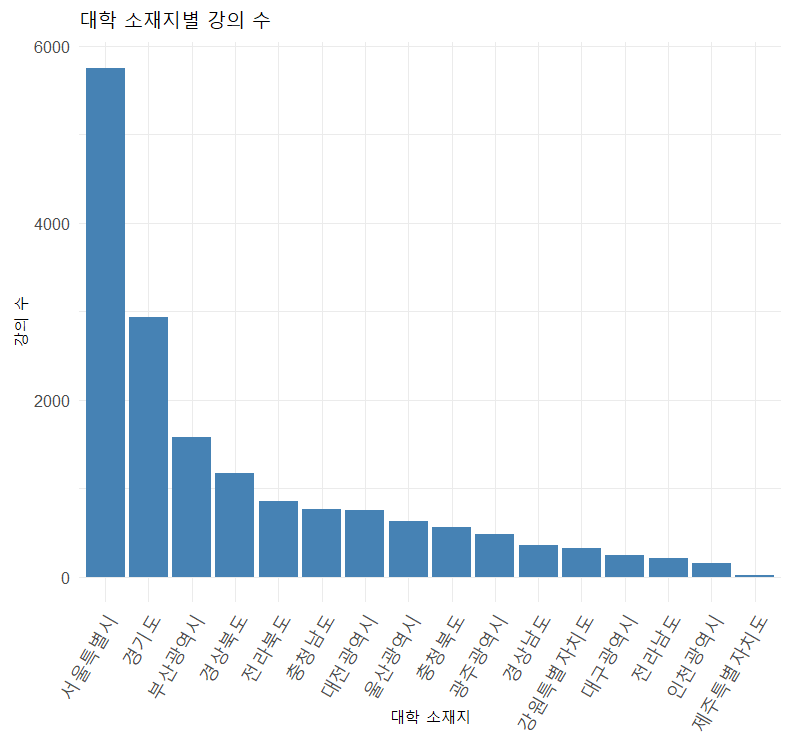 대학 소재지별 강의 수
강의 수
6000
4000
2000
0
서울특별시
경기도
부산광역시
경상북도
전라북도
충청남도
대전광역시
울산광역시
충청북도
광주광역시
경상남도
강원특별자치도
대구광역시
전라남도
인천광역시
제주특별자치도
대학 소재지